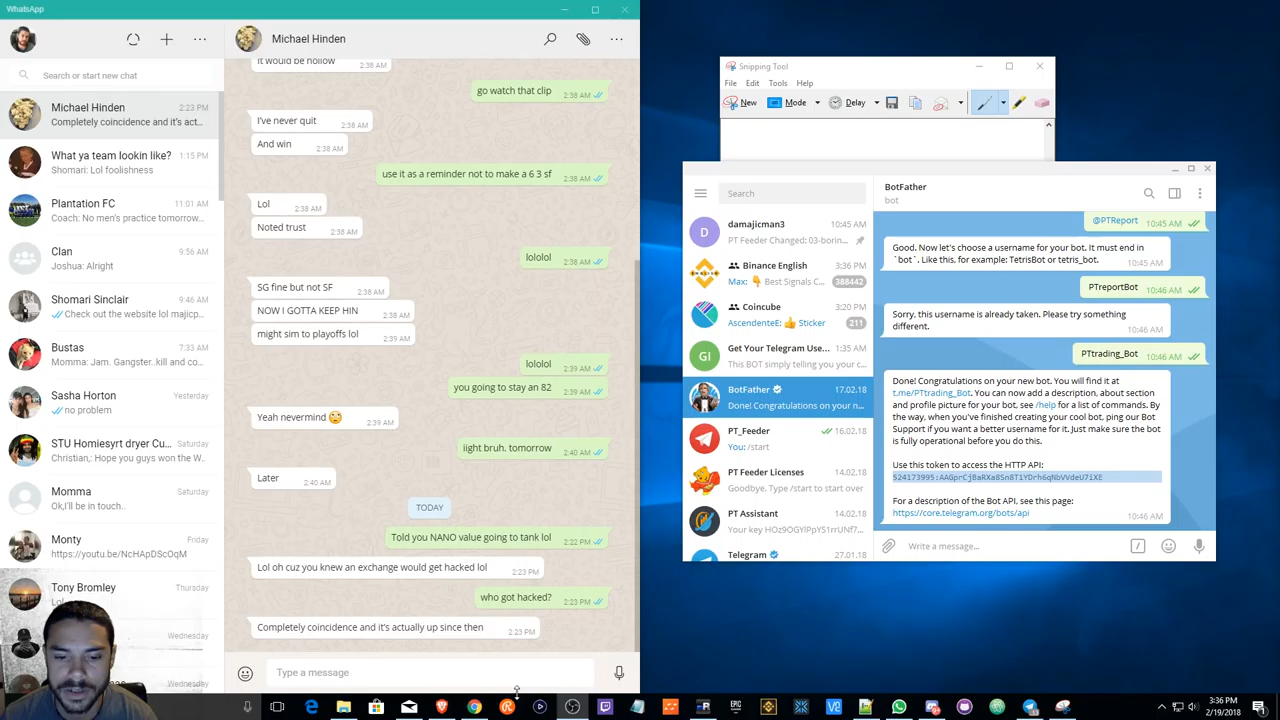 WhatsApp
Michael Hinden
Search or start new chat
Michael Hinden
2:23 PM
Completely coincidence and it's act...
What ya team lookin like?
1:15 PM
Shomari: Lol foolishness
Plantation FC
11:01 AM
Coach: No men's practice tomorrow...
Clan
9:56 AM
Joshua: Alright
Shomari Sinclair
9:46 AM
Check out the website lol majicp...
Bustas
7:33 AM
Momma: Jam. Gangster..kill and co...
Sasha Horton
Yesterday
no problem
STU Homiesyrt dryer Cu...
Saturday
Christian,: Hope you guys won the W...
Momma
Saturday
Ok,I'll be in touch..
Monty
Friday
https://youtu.be/NcHApDScOqM
Tony Bromley
Thursday
Lol
Wednesday
Wednesday
it would be hollow
2:38 AM
go watch that clip
2:38 AM
I've never quit
2:38 AM
And win
2:38 AM
use it as a reminder not to make a 6 3 sf
2:38 AM
Lol
2:38 AM
Noted trust
2:38 AM
lololol
2:38 AM
SG fine but not SF
2:38 AM
NOW I GOTTA KEEP HIN
2:38 AM
might sim to playoffs lol
2:39 AM
lololol
2:39 AM
you going to stay an 82
2:39 AM
Yeah nevermind
2:39 AM
iight bruh. tomorrow
2:40 AM
Later
2:40 AM
TODAY
Told you NANO value going to tank lol
2:22 PM
Lol oh cuz you knew an exchange would get hacked lol
2:23 PM
who got hacked?
2:23 PM
Completely coincidence and it's actually up since then
2:23 PM
Type a message
Snipping Tool
File Edit Tools Help
New Mode Delay
Search
damajicman3
10:45 AM
PT Feeder Changed: 03-borin...
Binance English
3:36 PM
Max: Best Signals C...
388442
Coincube
3:20 PM
AscendenteE: Sticker
211
Get Your Telegram Use...
1:35 AM
This BOT simply telling you your c...
BotFather
17.02.18
Done! Congratulations on your n...
PT_Feeder
16.02.18
You: /start
PT Feeder Licenses
14.02.18
Goodbye. Type /start to start over
PT Assistant
14.02.18
Your key HOz9OGYlPpYS1rrUNf7...
Telegram
27.01.18
BotFather
bot
@PTReport
10:45 AM
Good. Now let's choose a username for your bot. It must end in
`bot`. Like this, for example: TetrisBot or tetris_bot.
10:45 AM
PTreportBot
10:46 AM
Sorry, this username is already taken. Please try something
different.
10:46 AM
PTtrading_Bot
10:46 AM
Done! Congratulations on your new bot. You will find it at
t.me/PTtrading_Bot. You can now add a description, about
section and profile picture for your bot, see /help for a list of commands. By
the way, when you've finished creating your cool bot, ping our Bot
Support if you want a better username for it. Just make sure the bot
is fully operational before you do this.
Use this token to access the HTTP API:
524173995:AAGprCjBaRXa8Sn8TiYDrh6qNbVVdeU7iXE
For a description of the Bot API, see this page:
https://core.telegram.org/bots/api
10:46 AM
Write a message...
3:36 PM
2/19/2018